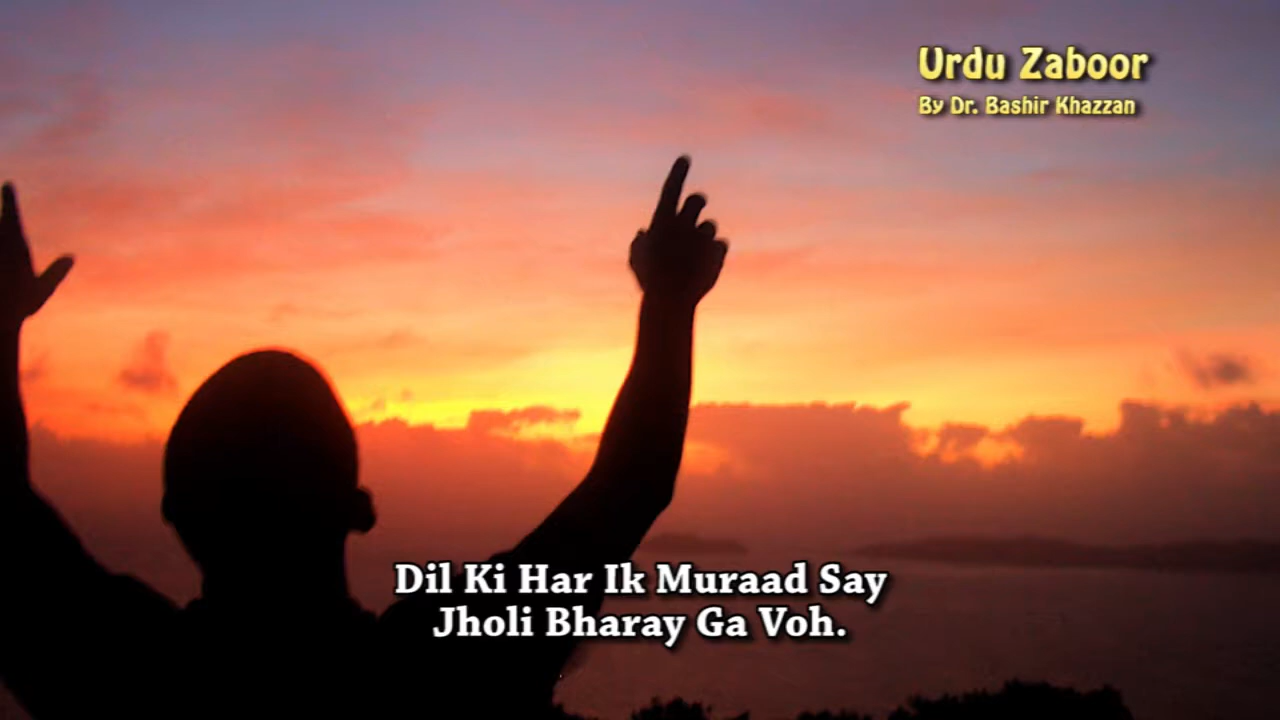 Urdu Zaboor
By Dr. Bashir Khazzan
Dil Ki Har Ik Muraad Say
Jholi Bharay Ga Voh.